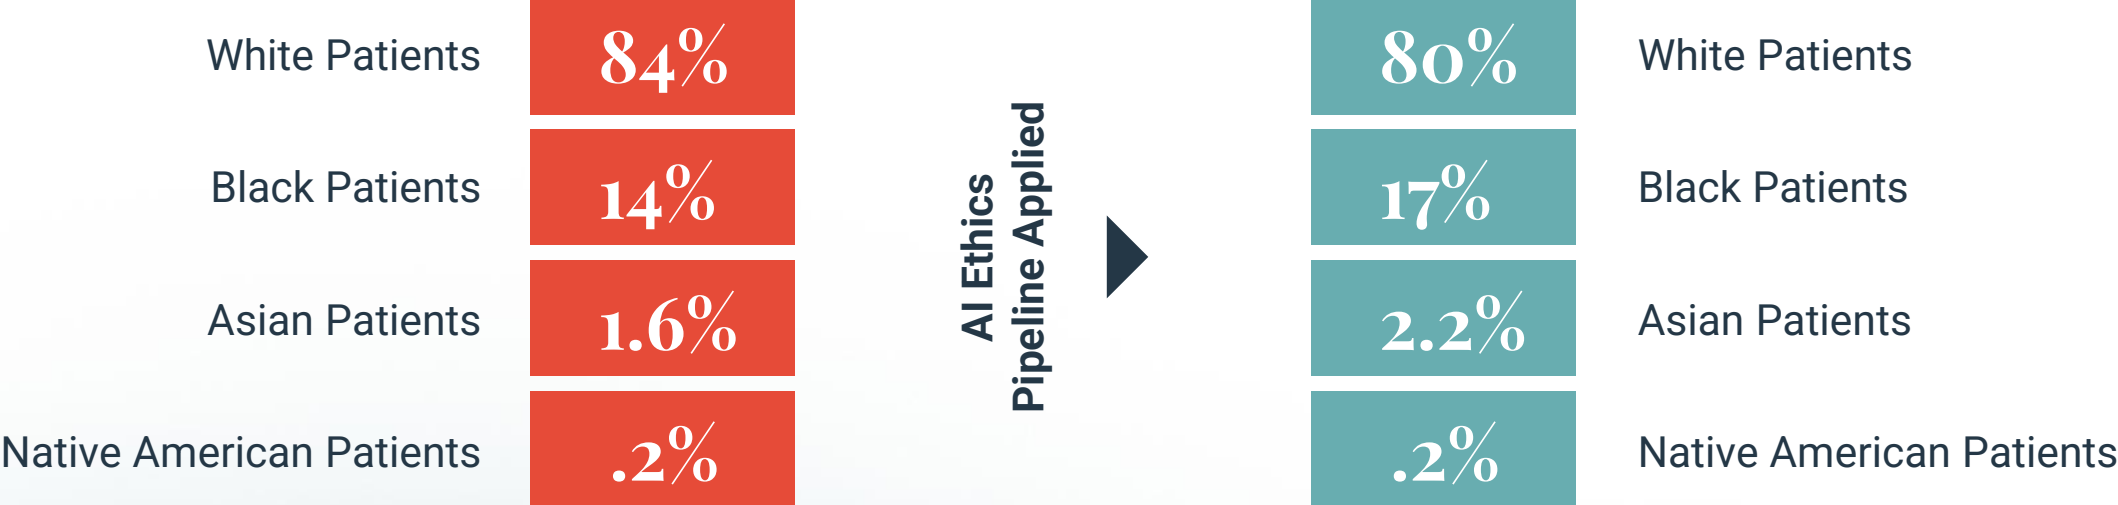 White Patients
84%
Black Patients
14%
Asian Patients
1.6%
Native American Patients
.2%
AI Ethics
Pipeline Applied
80%
White Patients
17%
Black Patients
2.2%
Asian Patients
.2%
Native American Patients